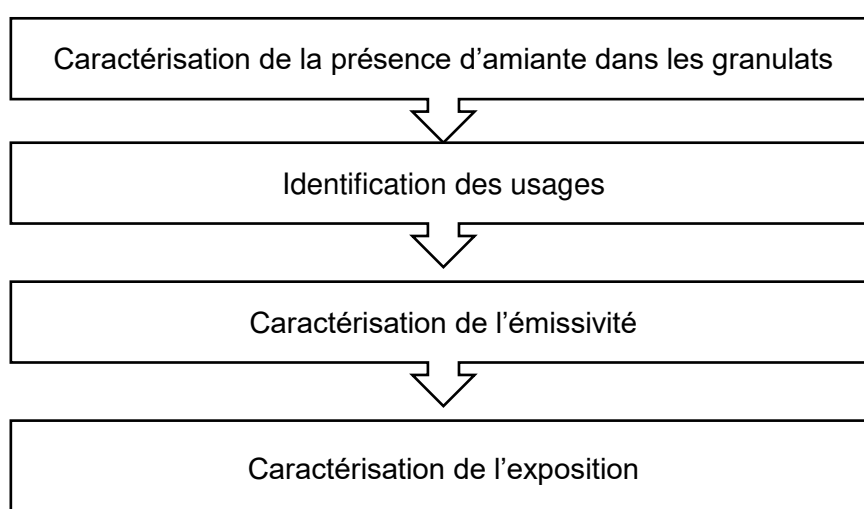 Caractérisation de la présence d’amiante dans les granulats
Identification des usages
Caractérisation de l’émissivité
Caractérisation de l’exposition